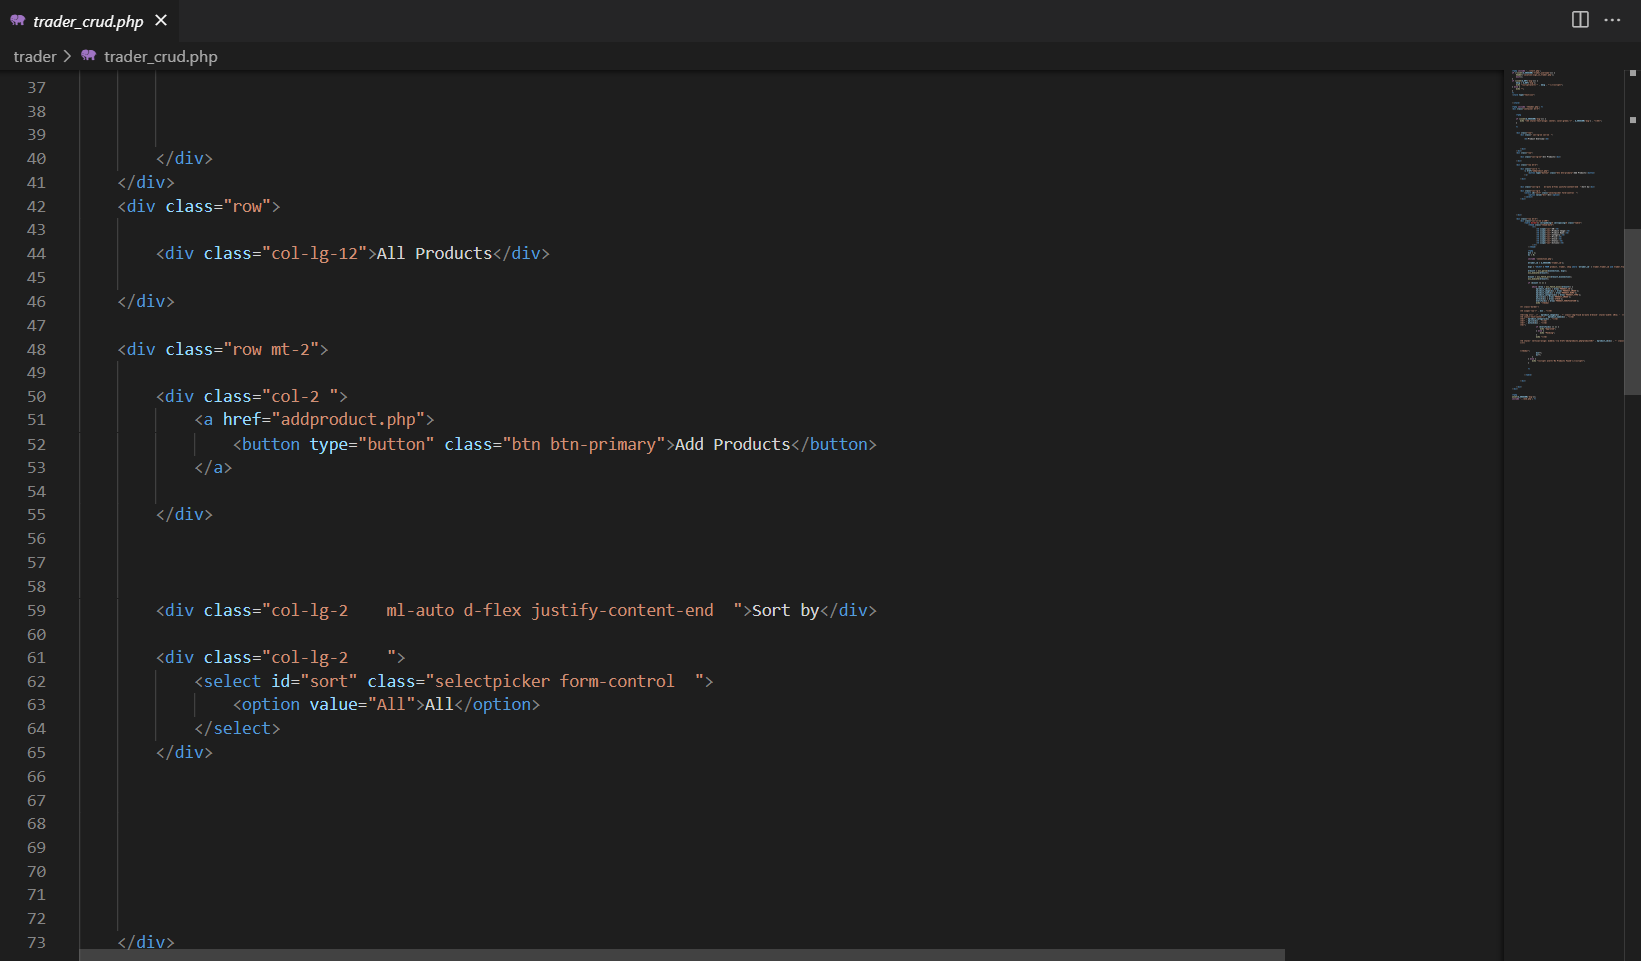 trader_crud.php
trader > trader_crud.php
37
38
39
40 </div>
41 </div>
42 <div class="row">
43
44 <div class="col-lg-12">All Products</div>
45
46 </div>
47
48 <div class="row mt-2">
49
50 <div class="col-2 ">
51 <a href="addproduct.php">
52 <button type="button" class="btn btn-primary">Add Products</button>
53 </a>
54
55 </div>
56
57
58
59 <div class="col-lg-2    ml-auto d-flex justify-content-end  ">Sort by</div>
60
61 <div class="col-lg-2    ">
62 <select id="sort" class="selectpicker form-control  ">
63 <option value="All">All</option>
64 </select>
65 </div>
66
67
68
69
70
71
72
73 </div>